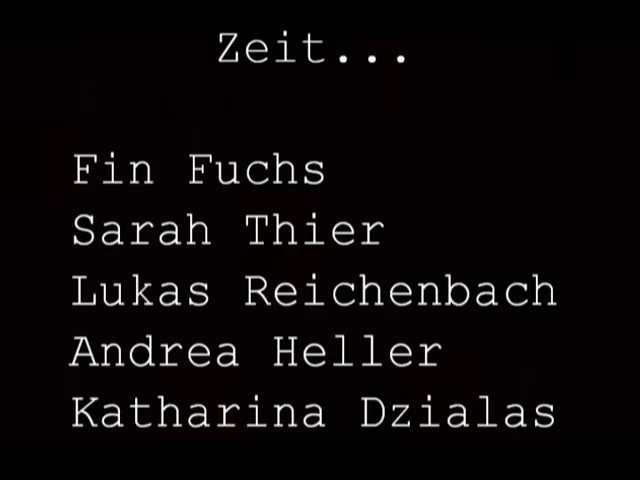 Zeit...
Fin Fuchs
Sarah Thier
Lukas Reichenbach
Andrea Heller
Katharina Dzialas